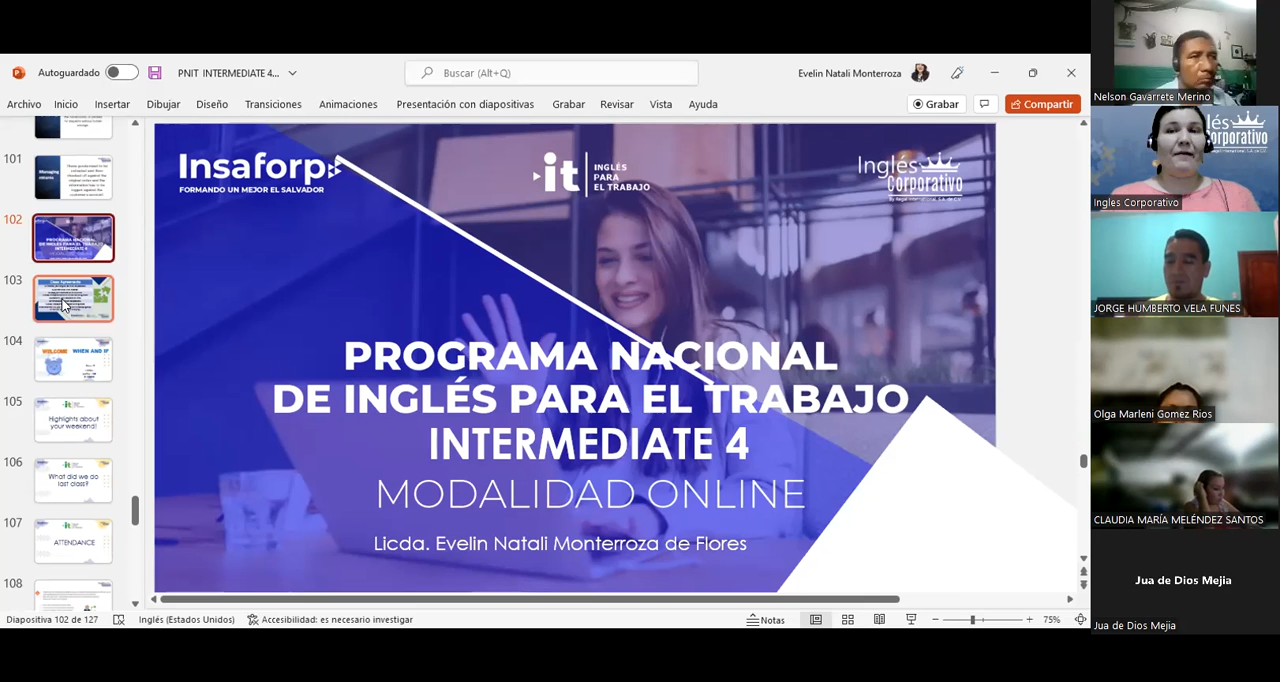 Autoguardado
PNIT INTERMEDIATE 4...
Buscar (Alt+Q)
Evelin Natali Monterroza
Archivo Inicio Insertar Dibujar Diseño Transiciones Animaciones Presentación con diapositivas Grabar Revisar Vista Ayuda
Grabar
Compartir
101
102
103
104
WELCOME WHEN AND IF
105
Highlights about
your weekend!
106
What did we do
last class?
107
ATTENDANCE
108
Insaforp
FORMANDO UN MEJOR EL SALVADOR
it INGLÉS
PARA
EL TRABAJO
Inglés
Corporativo
PROGRAMA NACIONAL
DE INGLÉS PARA EL TRABAJO
INTERMEDIATE 4
MODALIDAD ONLINE
Licda. Evelin Natali Monterroza de Flores
Diapositiva 102 de 127
Inglés (Estados Unidos)
Accesibilidad: es necesario investigar
Notas
75%
Nelson Gavarrete Merino
lés
Corporativo
Ingles Corporativo
JORGE HUMBERTO VELA FUNES
Olga Marleni Gomez Rios
CLAUDIA MARÍA MELÉNDEZ SANTOS
Jua de Dios Mejia
Jua de Dios Mejia